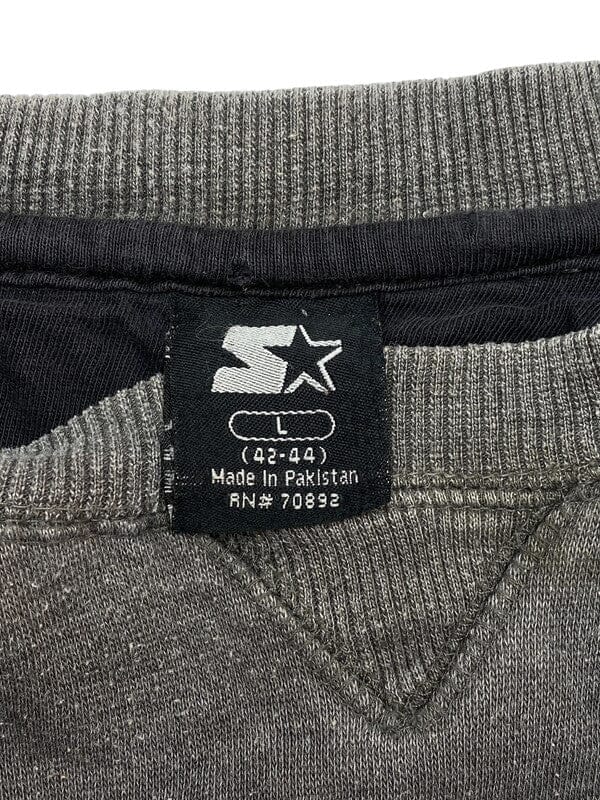 L
(42-44)
Made In Pakistan
RN# 70892